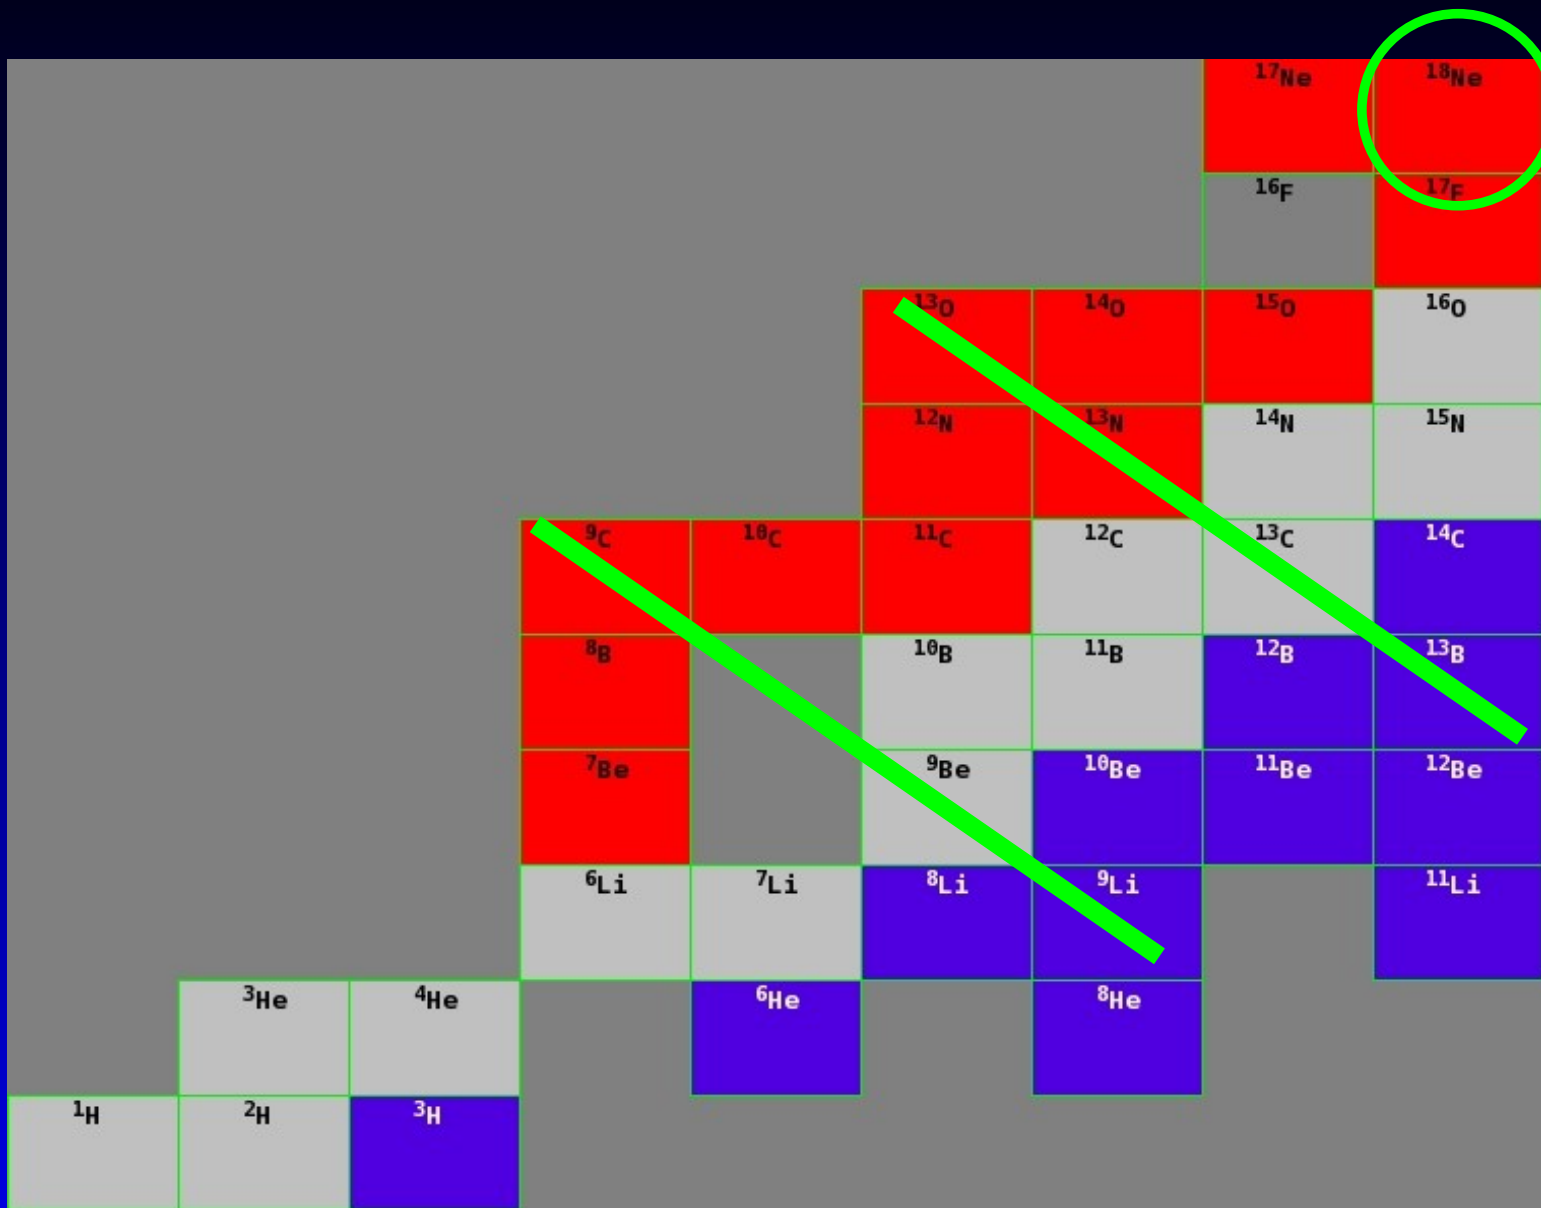 ¹⁷Ne ¹⁸Ne
¹⁶F ¹⁷F
¹³O ¹⁴O ¹⁵O ¹⁶O
¹²N ¹³N ¹⁴N ¹⁵N
⁹C ¹⁰C ¹¹C ¹²C ¹³C ¹⁴C
⁸B ¹⁰B ¹¹B ¹²B ¹³B
⁷Be ⁹Be ¹⁰Be ¹¹Be ¹²Be
⁶Li ⁷Li ⁸Li ⁹Li ¹¹Li
³He ⁴He ⁶He ⁸He
¹H ²H ³H